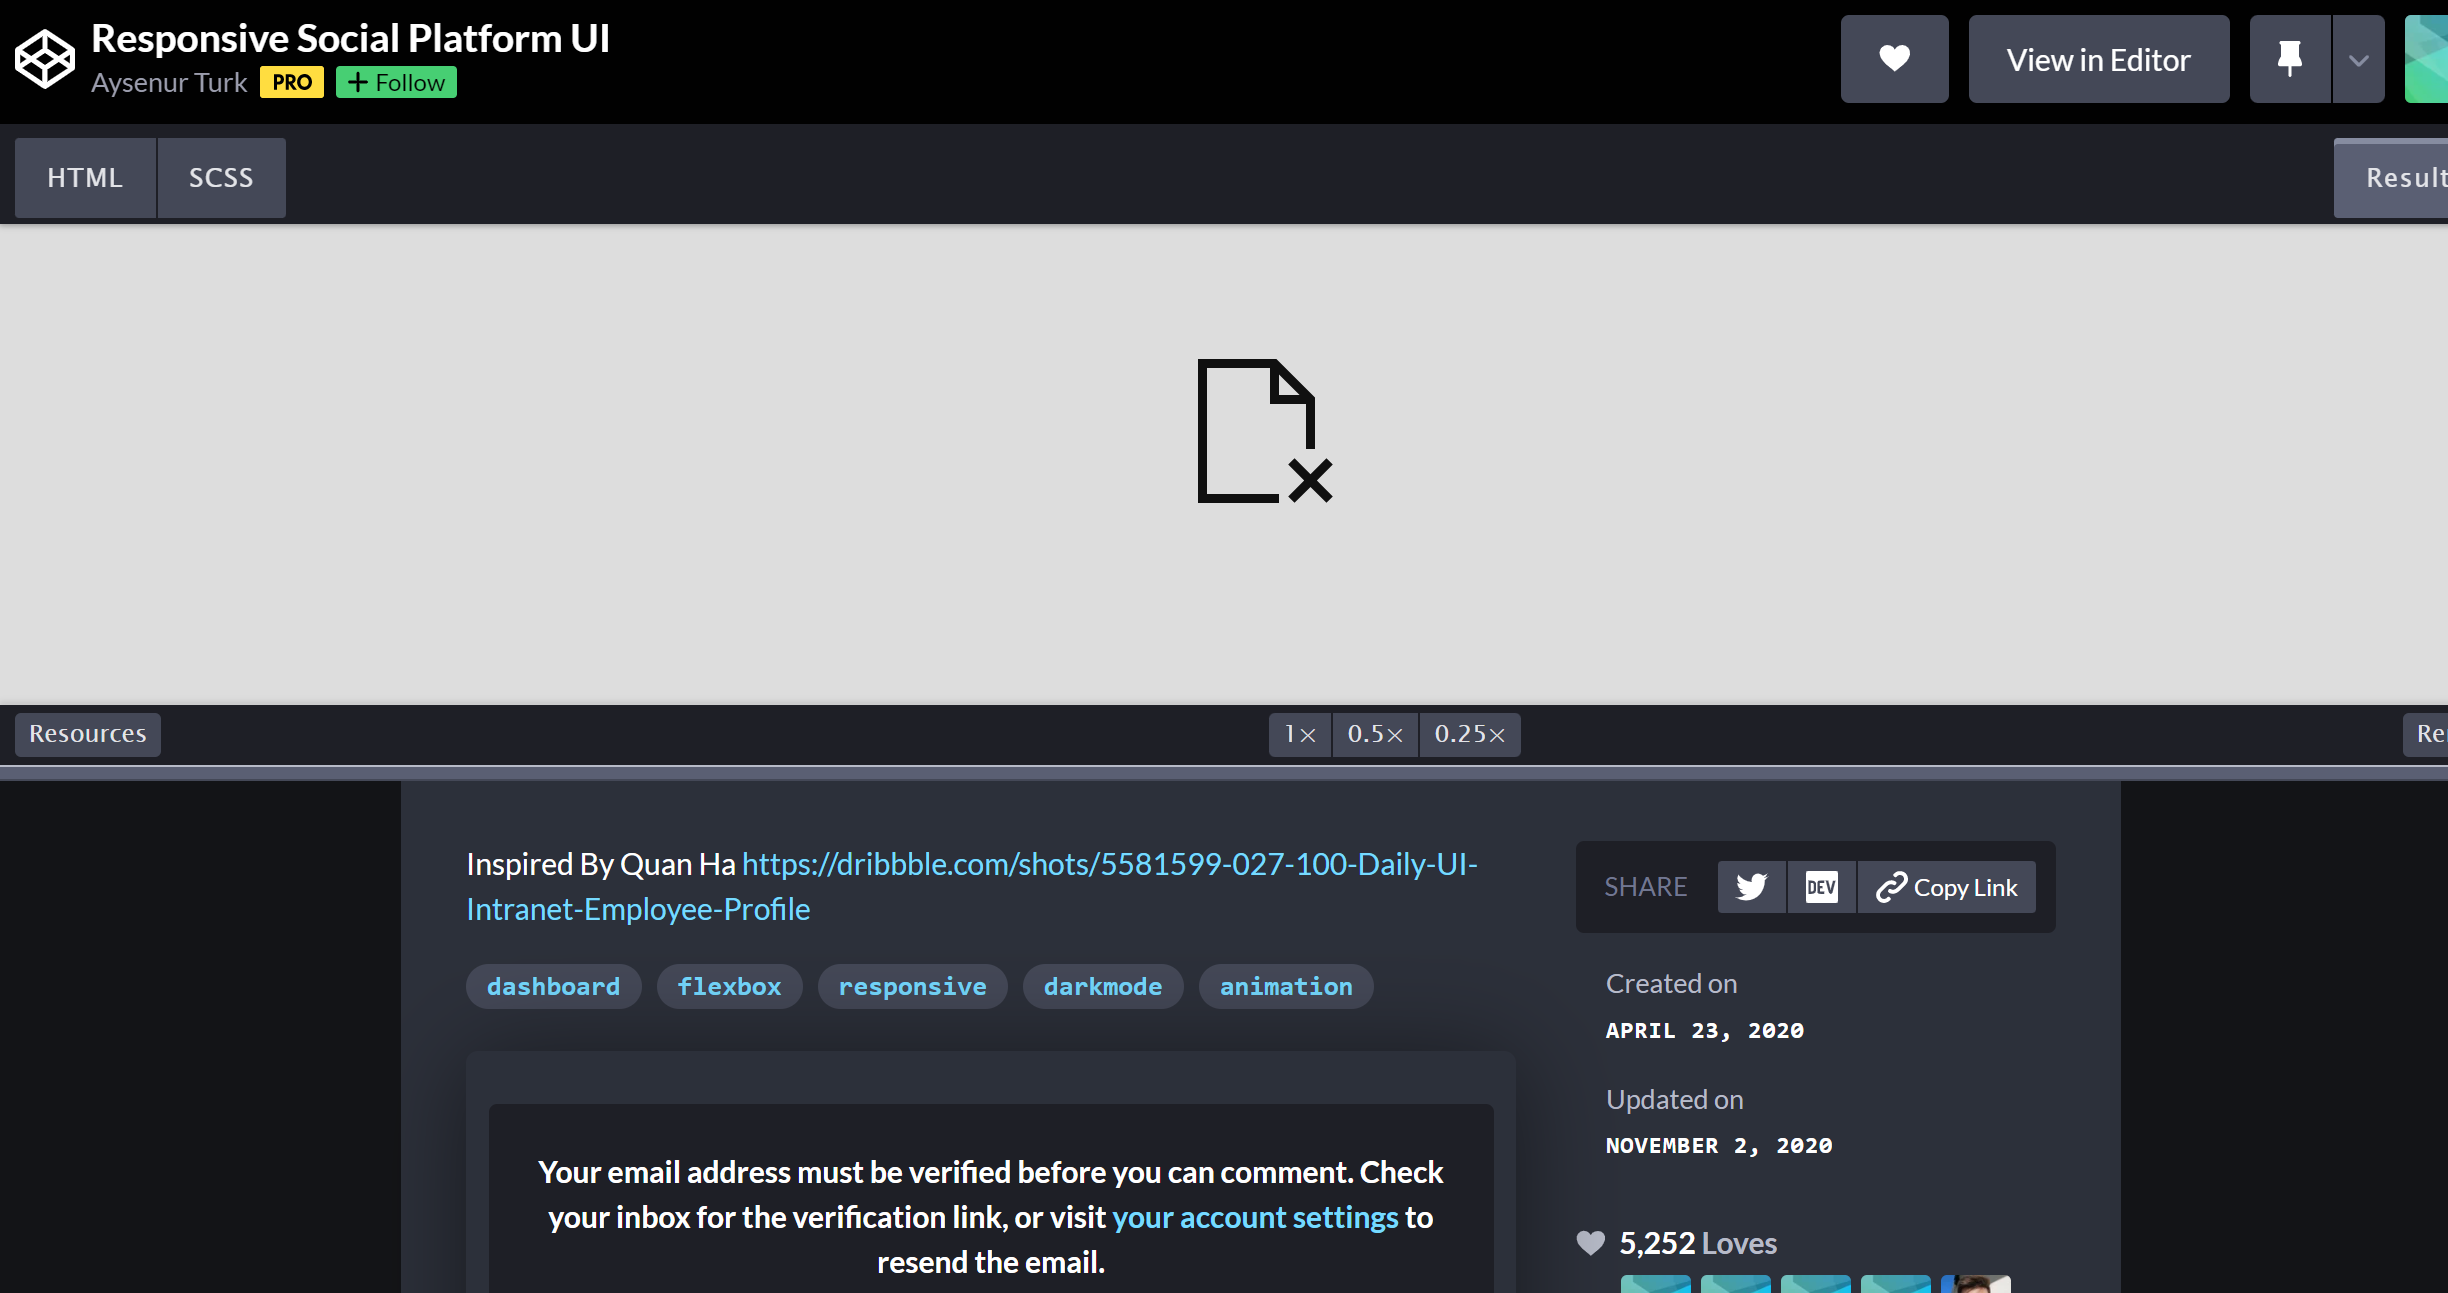 Responsive Social Platform UI
Aysenur Turk PRO + Follow
View in Editor
HTML SCSS
Result
Resources
1× 0.5× 0.25×
Inspired By Quan Ha https://dribbble.com/shots/5581599-027-100-Daily-UI-
Intranet-Employee-Profile
dashboard flexbox responsive darkmode animation
Your email address must be verified before you can comment. Check
your inbox for the verification link, or visit your account settings to
resend the email.
SHARE DEV Copy Link
Created on
APRIL 23, 2020
Updated on
NOVEMBER 2, 2020
5,252 Loves